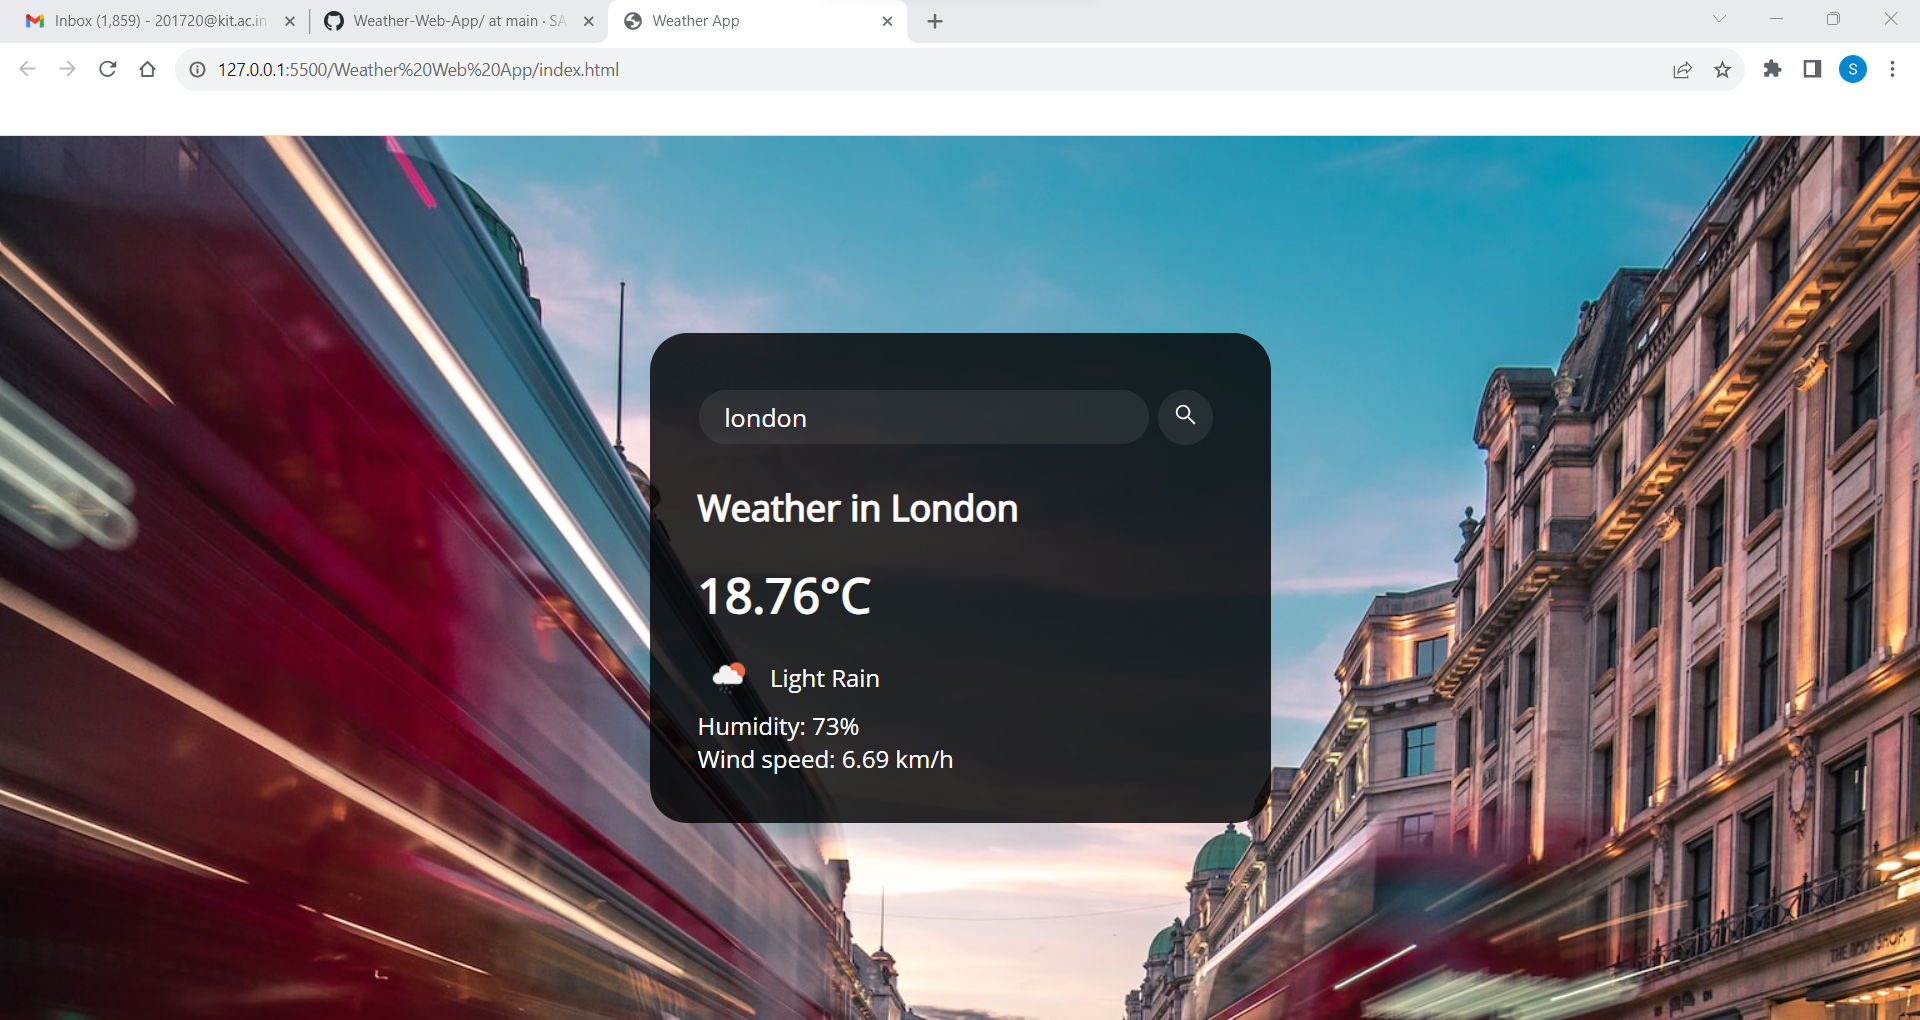 Inbox (1,859) - 201720@kit.ac.in
Weather-Web-App/ at main · SA
Weather App
127.0.0.1:5500/Weather%20Web%20App/index.html
S
london
Weather in London
18.76°C
Light Rain
Humidity: 73%
Wind speed: 6.69 km/h
THE BODY SHOP.